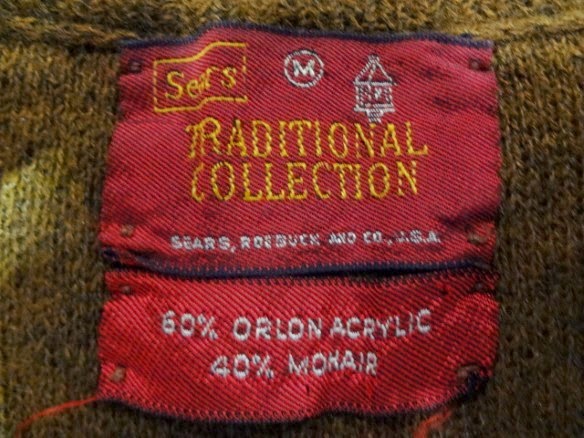 Sears M
TRADITIONAL
COLLECTION
SEARS, ROEBUCK AND CO., U.S.A.
60% ORLON ACRYLIC
40% MOHAIR